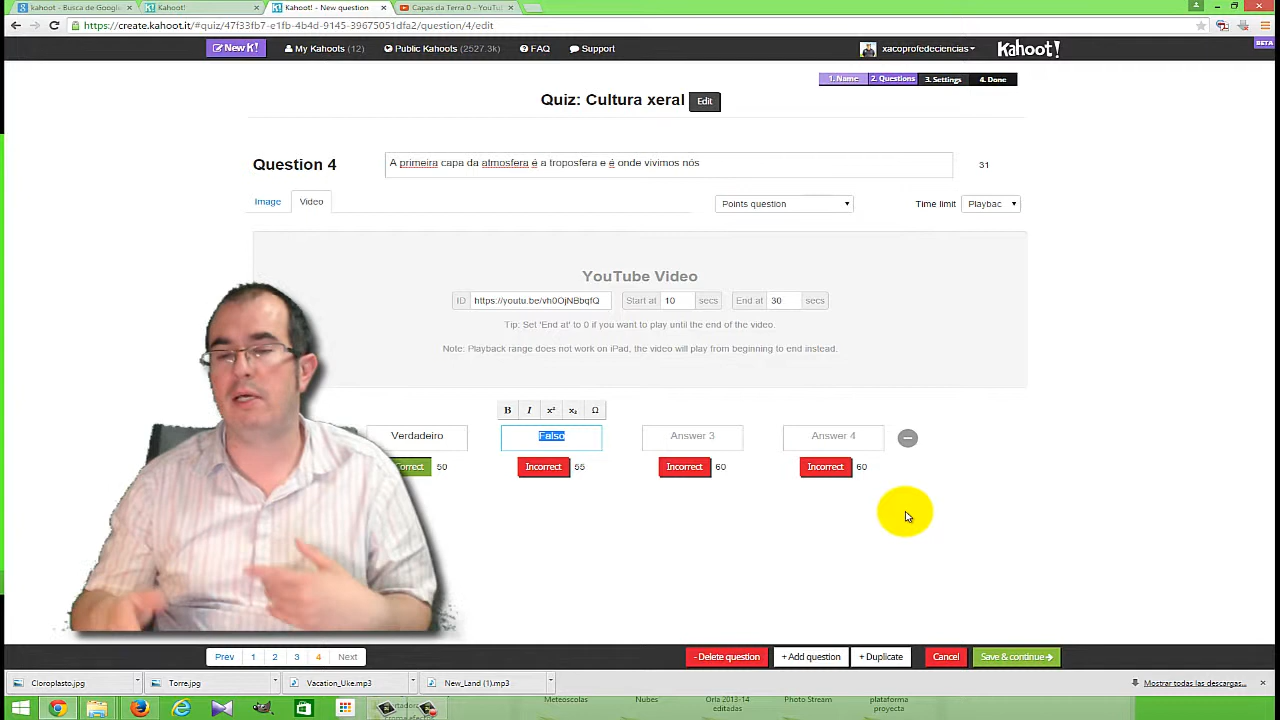 kahoot - Busca de Google
Kahoot!
Kahoot! - New question
Capas da Terra 0 – YouTu
https://create.kahoot.it/#quiz/47f33fb7-e1fb-4b4d-9145-39675051dfa2/question/4/edit
New K!
My Kahoots (12)
Public Kahoots (2527.3k)
FAQ
Support
xacoprofedeciencias
Kahoot!
BETA
1. Name
2. Questions
3. Settings
4. Done
Quiz: Cultura xeral
Edit
Question 4
A primeira capa da atmosfera é a troposfera e é onde vivimos nós
31
Image
Video
Points question
Time limit
Playbac
YouTube Video
ID
https://youtu.be/vh0OjNBbqfQ
Start at
10
secs
End at
30
secs
Tip: Set 'End at' to 0 if you want to play until the end of the video.
Note: Playback range does not work on iPad, the video will play from beginning to end instead.
B
I
x²
x₂
Ω
Verdadeiro
Falso
Answer 3
Answer 4
Correct
50
Incorrect
55
Incorrect
60
Incorrect
60
Prev
1
2
3
4
Next
- Delete question
+ Add question
+ Duplicate
Cancel
Save & continue
Cloroplasto.jpg
Torre.jpg
Vacation_Uke.mp3
New_Land (1).mp3
Mostrar todas las descargas...
Meteoscolas
Nubes
Orla 2013-14
editadas
Photo Stream
plataforma
proyecta